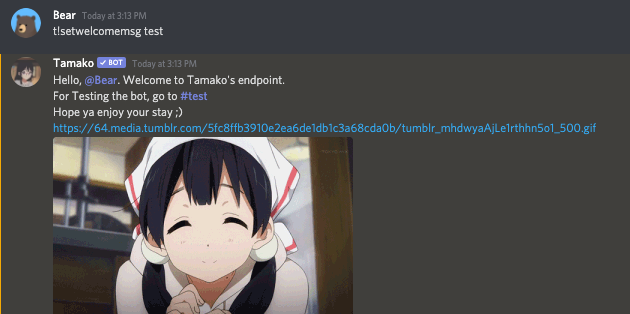 Bear Today at 3:13 PM
t!setwelcomemsg test
Tamako ✓ BOT Today at 3:13 PM
Hello, @Bear. Welcome to Tamako's endpoint.
For Testing the bot, go to #test
Hope ya enjoy your stay ;)
https://64.media.tumblr.com/5fc8ffb3910e2ea6de1db1c3a68cda0b/tumblr_mhdwyaAjLe1rthhn5o1_500.gif